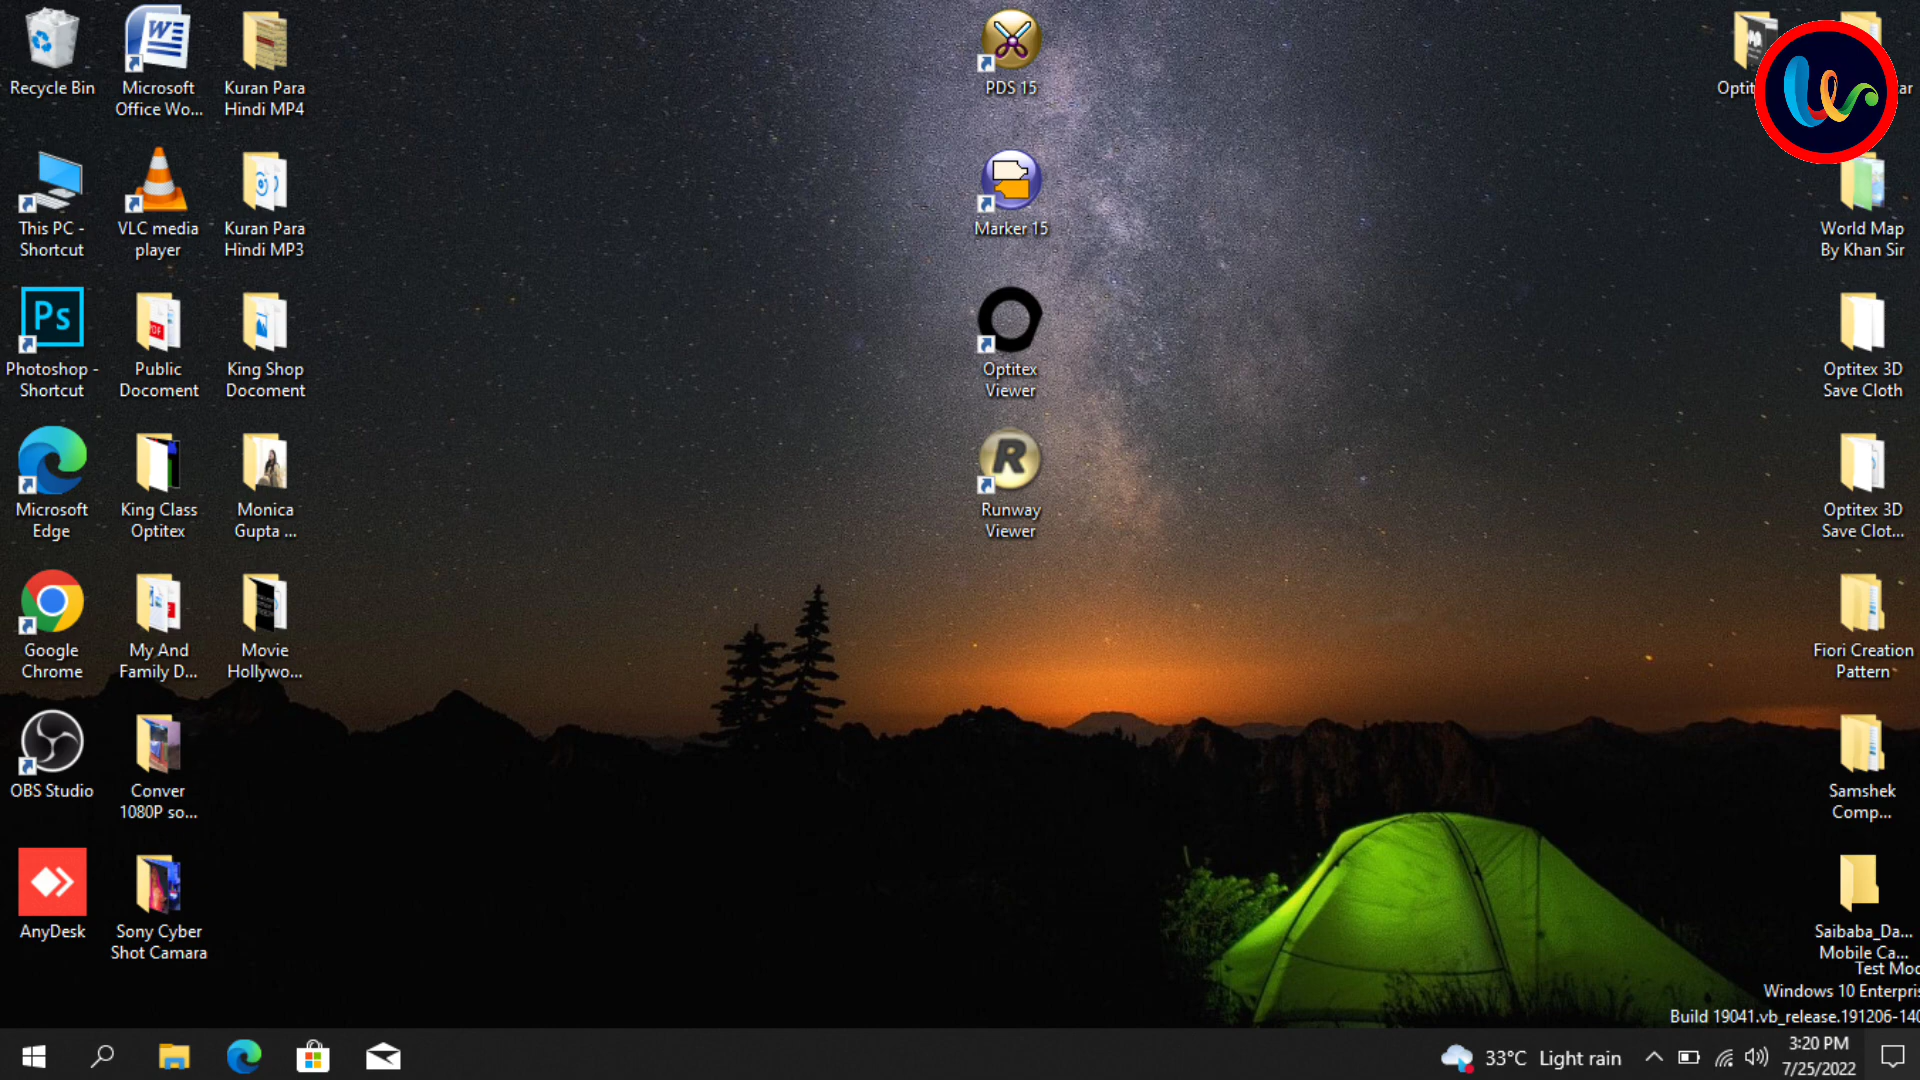 Recycle Bin
Microsoft
Office Wo...
Kuran Para
Hindi MP4
PDS 15
This PC -
Shortcut
VLC media
player
Kuran Para
Hindi MP3
Marker 15
World Map
By Khan Sir
Ps
PDF
Photoshop -
Shortcut
Public
Docoment
King Shop
Docoment
Optitex
Viewer
Optitex 3D
Save Cloth
R
Microsoft
Edge
King Class
Optitex
Monica
Gupta ...
Runway
Viewer
Optitex 3D
Save Clot...
Google
Chrome
My And
Family D...
Movie
Hollywo...
Fiori Creation
Pattern
OBS Studio
Conver
1080P so...
Samshek
Comp...
AnyDesk
Sony Cyber
Shot Camara
Saibaba_Da...
Mobile Ca...
Test Mod
Windows 10 Enterpris
Build 19041.vb_release.191206-140
33°C Light rain
3:20 PM
7/25/2022